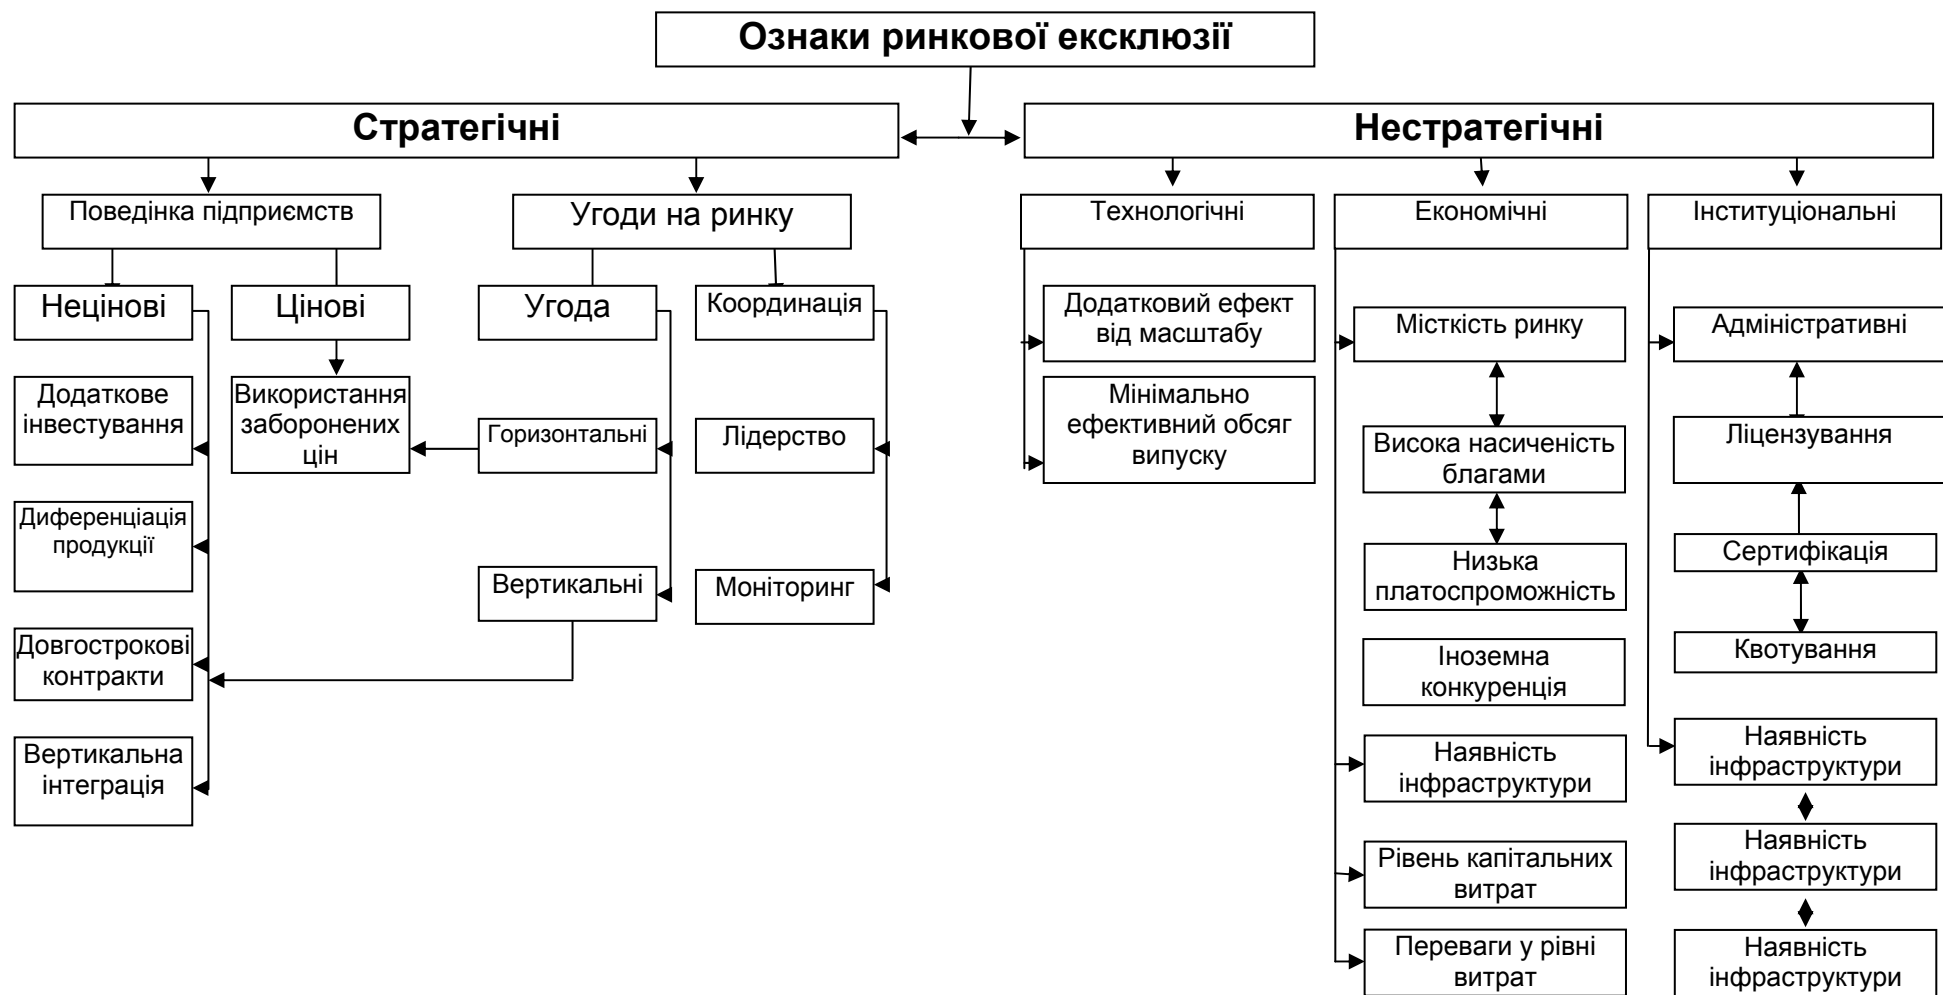 Ознаки ринкової ексклюзії
Стратегічні
Нестратегічні
Поведінка підприємств
Угоди на ринку
Технологічні
Економічні
Інституціональні
Нецінові
Цінові
Угода
Координація
Додатковий ефект
від масштабу
Місткість ринку
Адміністративні
Додаткове
інвестування
Використання
заборонених
цін
Горизонтальні
Лідерство
Мінімально
ефективний обсяг
випуску
Висока насиченість
благами
Ліцензування
Диференціація
продукції
Вертикальні
Моніторинг
Низька
платоспроможність
Сертифікація
Довгострокові
контракти
Іноземна
конкуренція
Квотування
Вертикальна
інтеграція
Наявність
інфраструктури
Наявність
інфраструктури
Рівень капітальних
витрат
Наявність
інфраструктури
Переваги у рівні
витрат
Наявність
інфраструктури